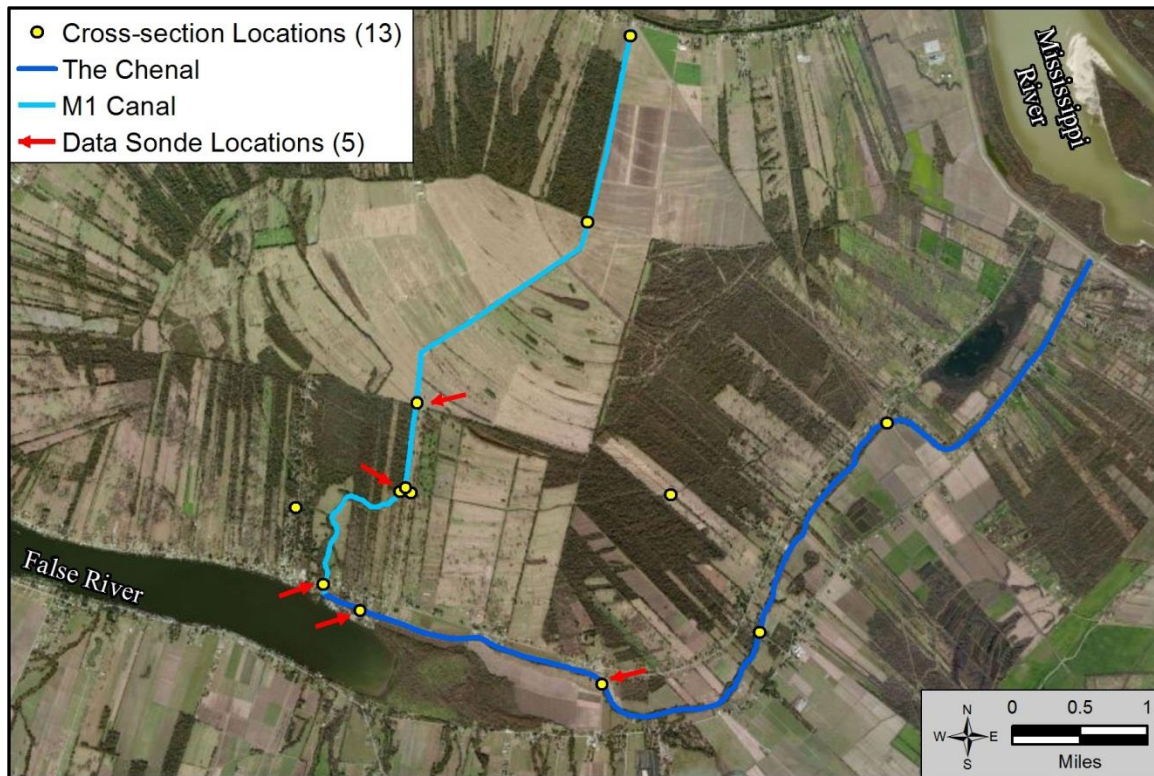 Cross-section Locations (13)
The Chenal
M1 Canal
Data Sonde Locations (5)
Mississippi
River
False River
N
W E
S
0 0.5 1
Miles